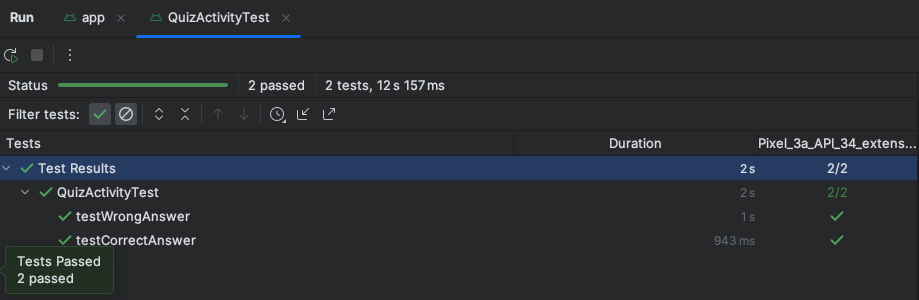 Run app QuizActivityTest
Status 2 passed 2 tests, 12 s 157 ms
Filter tests:
Tests Duration Pixel_3a_API_34_extens...
Test Results 2 s 2/2
QuizActivityTest 2 s 2/2
testWrongAnswer 1 s
testCorrectAnswer 943 ms
Tests Passed
2 passed